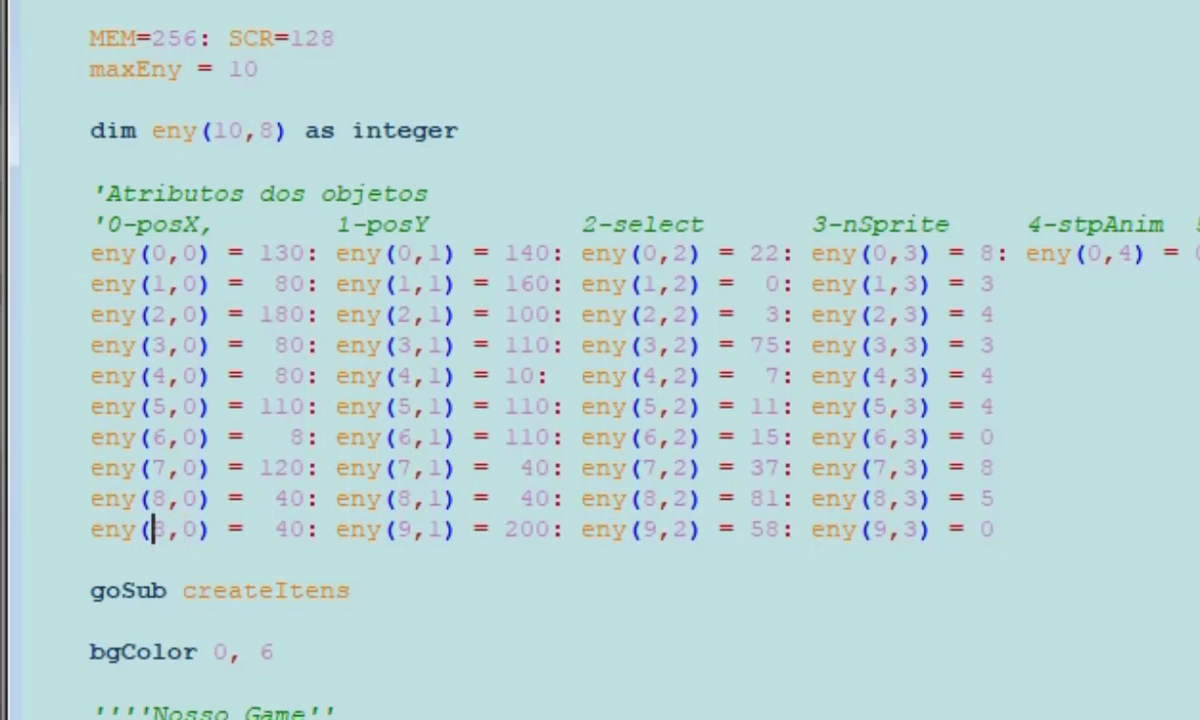 MEM=256: SCR=128
maxEny = 10
dim eny(10,8) as integer
'Atributos dos objetos
'0-posX, 1-posY 2-select 3-nSprite 4-stpAnim
eny(0,0) = 130: eny(0,1) = 140: eny(0,2) = 22: eny(0,3) = 8: eny(0,4) =
eny(1,0) = 80: eny(1,1) = 160: eny(1,2) = 0: eny(1,3) = 3
eny(2,0) = 180: eny(2,1) = 100: eny(2,2) = 3: eny(2,3) = 4
eny(3,0) = 80: eny(3,1) = 110: eny(3,2) = 75: eny(3,3) = 3
eny(4,0) = 80: eny(4,1) = 10: eny(4,2) = 7: eny(4,3) = 4
eny(5,0) = 110: eny(5,1) = 110: eny(5,2) = 11: eny(5,3) = 4
eny(6,0) = 8: eny(6,1) = 110: eny(6,2) = 15: eny(6,3) = 0
eny(7,0) = 120: eny(7,1) = 40: eny(7,2) = 37: eny(7,3) = 8
eny(8,0) = 40: eny(8,1) = 40: eny(8,2) = 81: eny(8,3) = 5
eny(8,0) = 40: eny(9,1) = 200: eny(9,2) = 58: eny(9,3) = 0
goSub createItens
bgColor 0, 6
''''Nosso Game''